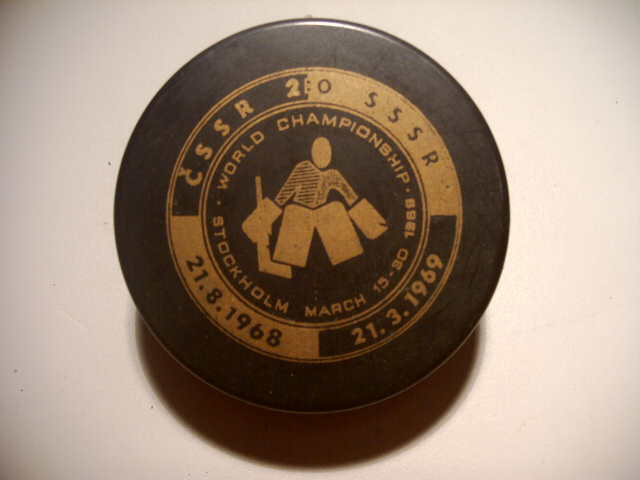 ČSSR 2:0 SSSR
· WORLD CHAMPIONSHIP · 1969
STOCKHOLM MARCH 15-30
21.8.1968
21.3.1969